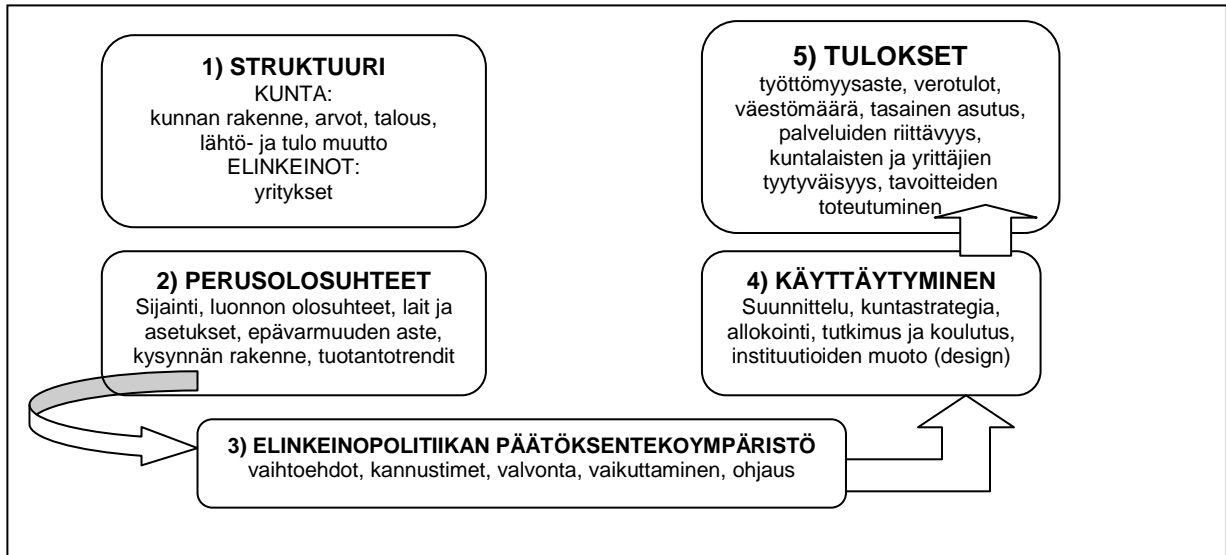 1) STRUKTUURI
KUNTA:
kunnan rakenne, arvot, talous,
lähtö- ja tulo muutto
ELINKEINOT:
yritykset
2) PERUSOLOSUHTEET
Sijainti, luonnon olosuhteet, lait ja
asetukset, epävarmuuden aste,
kysynnän rakenne, tuotantotrendit
3) ELINKEINOPOLITIIKAN PÄÄTÖKSENTEKOYMPÄRISTÖ
vaihtoehdot, kannustimet, valvonta, vaikuttaminen, ohjaus
4) KÄYTTÄYTYMINEN
Suunnittelu, kuntastrategia,
allokointi, tutkimus ja koulutus,
instituutioiden muoto (design)
5) TULOKSET
työttömyysaste, verotulot,
väestömäärä, tasainen asutus,
palveluiden riittävyys,
kuntalaisten ja yrittäjien
tyytyväisyys, tavoitteiden
toteutuminen